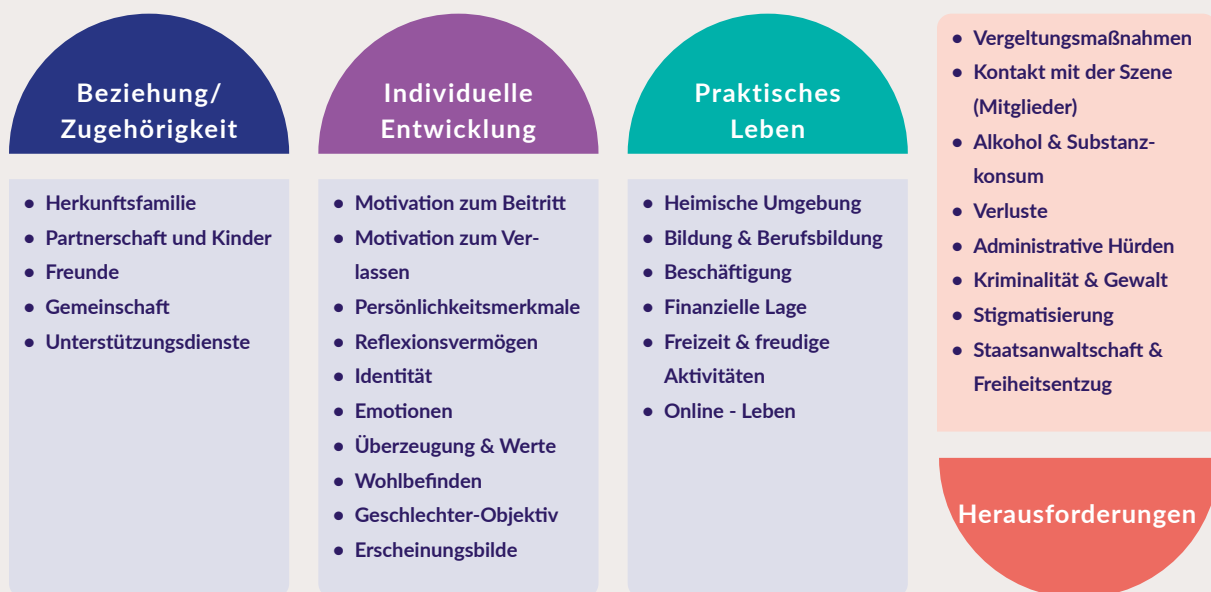 Beziehung/
Zugehörigkeit
• Herkunftsfamilie
• Partnerschaft und Kinder
• Freunde
• Gemeinschaft
• Unterstützungsdienste
Individuelle
Entwicklung
• Motivation zum Beitritt
• Motivation zum Ver-
lassen
• Persönlichkeitsmerkmale
• Reflexionsvermögen
• Identität
• Emotionen
• Überzeugung & Werte
• Wohlbefinden
• Geschlechter-Objektiv
• Erscheinungsbilde
Praktisches
Leben
• Heimische Umgebung
• Bildung & Berufsbildung
• Beschäftigung
• Finanzielle Lage
• Freizeit & freudige
Aktivitäten
• Online - Leben
• Vergeltungsmaßnahmen
• Kontakt mit der Szene
(Mitglieder)
• Alkohol & Substanz-
konsum
• Verluste
• Administrative Hürden
• Kriminalität & Gewalt
• Stigmatisierung
• Staatsanwaltschaft &
Freiheitsentzug
Herausforderungen